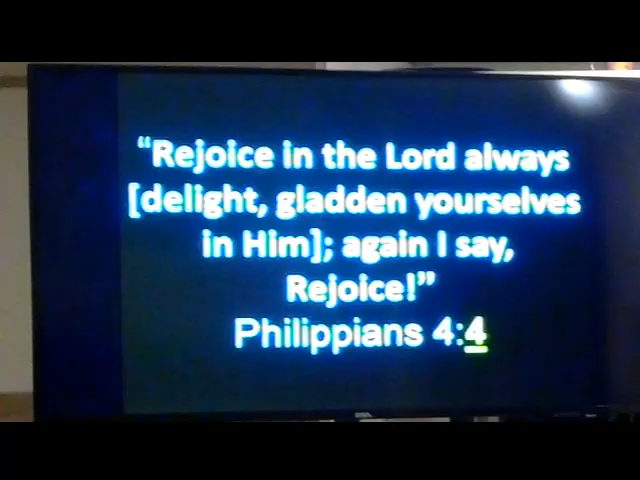 “Rejoice in the Lord always
[delight, gladden yourselves
in Him]; again I say,
Rejoice!”
Philippians 4:4